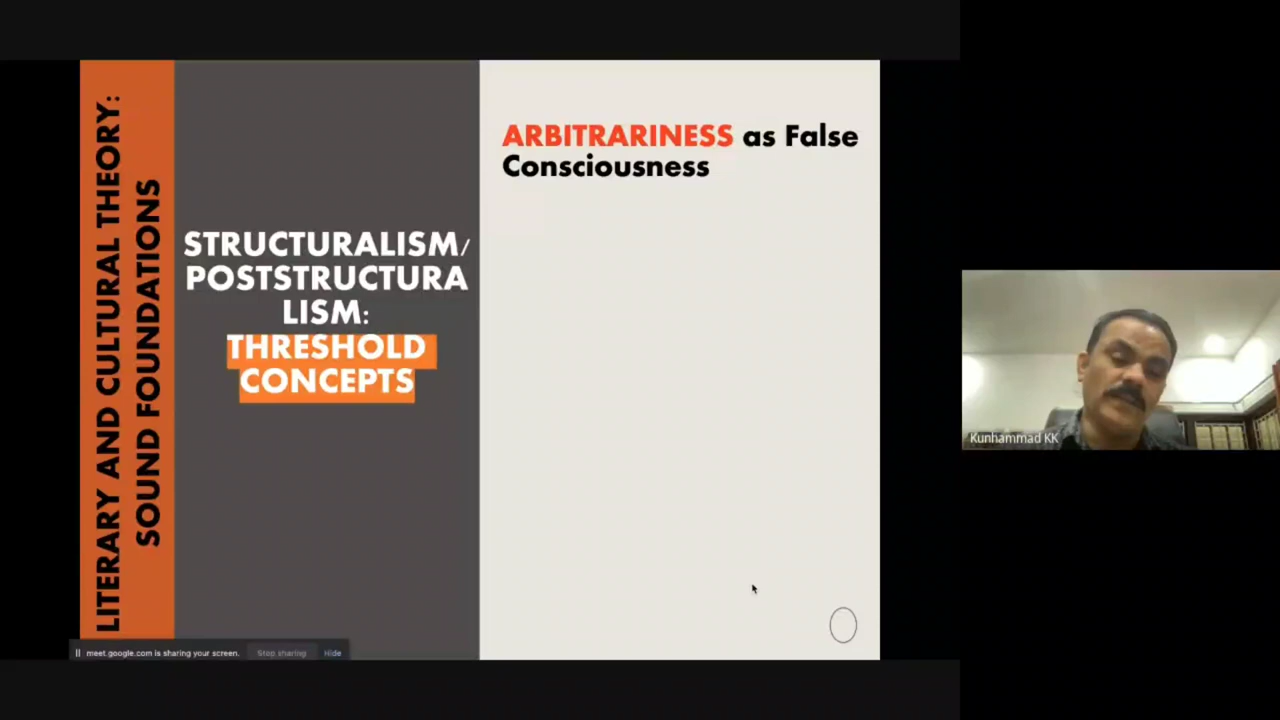 LITERARY AND CULTURAL THEORY:
SOUND FOUNDATIONS
STRUCTURALISM/
POSTSTRUCTURA
LISM:
THRESHOLD
CONCEPTS
ARBITRARINESS as False
Consciousness
Kunhammad KK
meet.google.com is sharing your screen. Stop sharing Hide